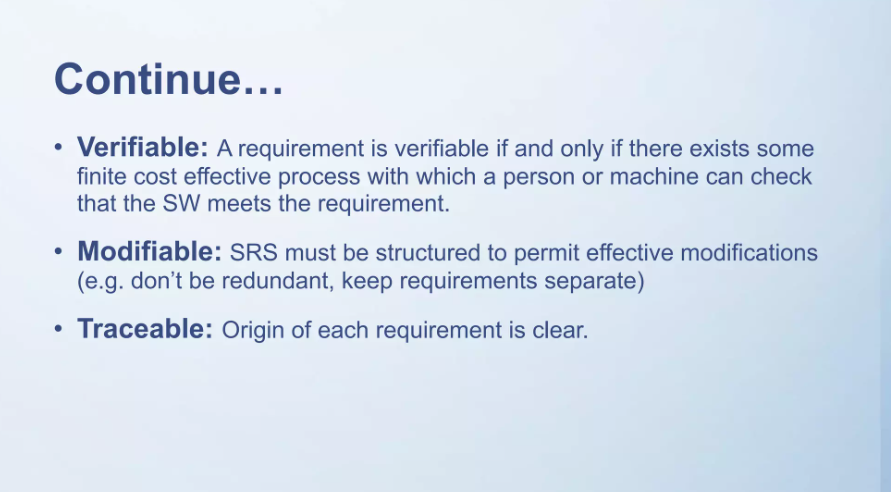 Continue…
• Verifiable: A requirement is verifiable if and only if there exists some
finite cost effective process with which a person or machine can check
that the SW meets the requirement.
• Modifiable: SRS must be structured to permit effective modifications
(e.g. don’t be redundant, keep requirements separate)
• Traceable: Origin of each requirement is clear.